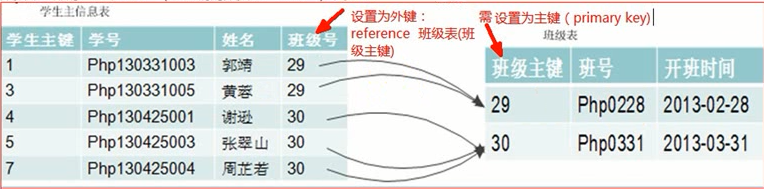 学生主信息表
设置为外键：
reference 班级表(班级主键)
需 设置为主键（primary key)
班级表
学生主键 学号 姓名 班级号
1 Php130331003 郭靖 29
3 Php130331005 黄蓉 29
4 Php130425001 谢逊 30
5 Php130425003 张翠山 30
7 Php130425004 周芷若 30
班级主键 班号 开班时间
29 Php0228 2013-02-28
30 Php0331 2013-03-31